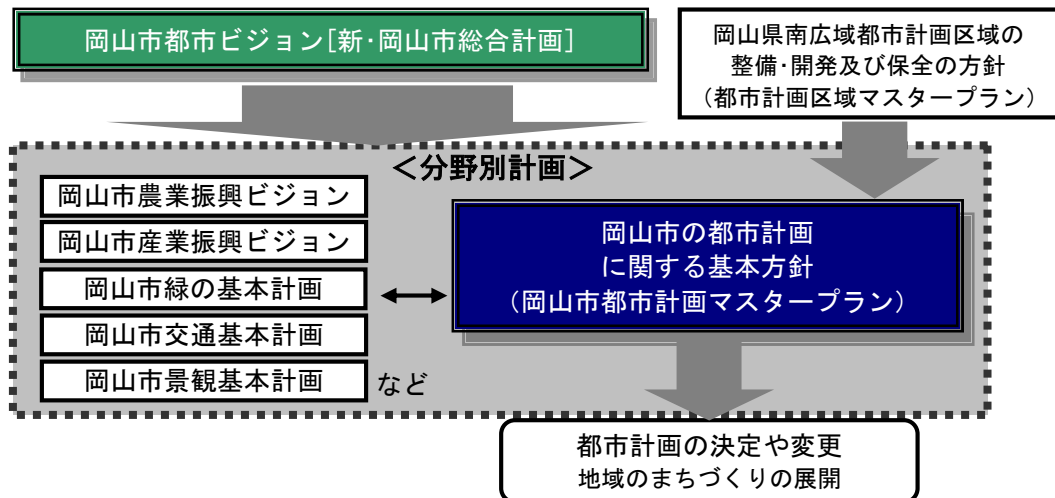 岡山市都市ビジョン[新･岡山市総合計画]
岡山県南広域都市計画区域の
整備･開発及び保全の方針
（都市計画区域マスタープラン）
＜分野別計画＞
岡山市農業振興ビジョン
岡山市産業振興ビジョン
岡山市緑の基本計画
岡山市交通基本計画
岡山市景観基本計画
など
岡山市の都市計画
に関する基本方針
（岡山市都市計画マスタープラン）
都市計画の決定や変更
地域のまちづくりの展開